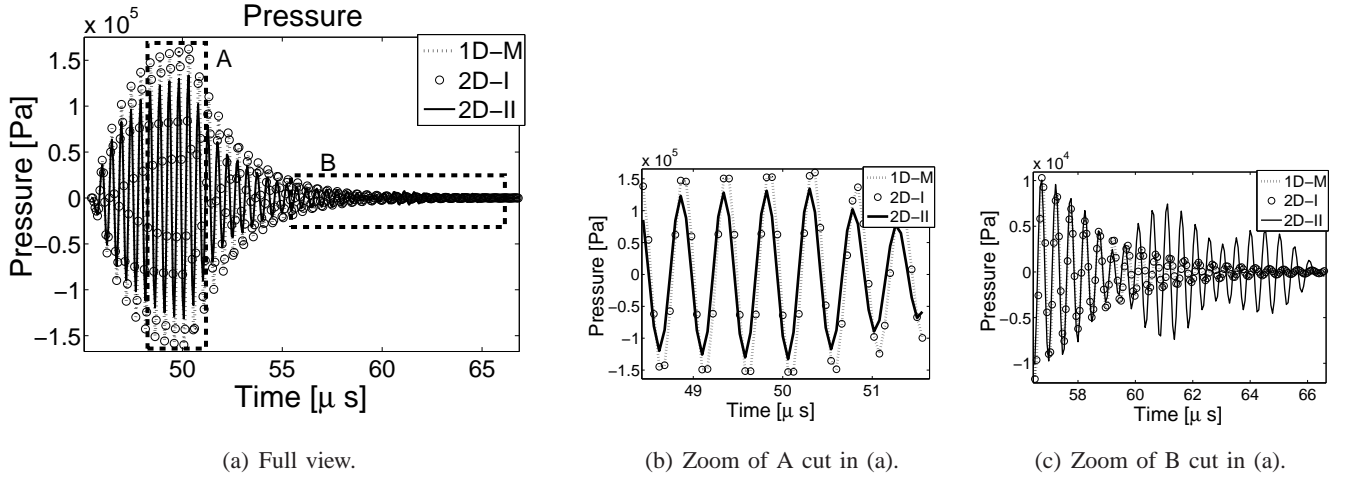 Pressure
x 10^5
1D−M
2D−I
2D−II
A
B
1.5
1
0.5
0
−0.5
−1
−1.5
Pressure [Pa]
50
55
60
65
Time [μ s]
(a) Full view.
x 10^5
1D−M
2D−I
2D−II
1.5
1
0.5
0
−0.5
−1
−1.5
Pressure [Pa]
49
50
51
Time [μ s]
(b) Zoom of A cut in (a).
x 10^4
1D−M
2D−I
2D−II
1
0.5
0
−0.5
−1
Pressure [Pa]
58
60
62
64
66
Time [μ s]
(c) Zoom of B cut in (a).